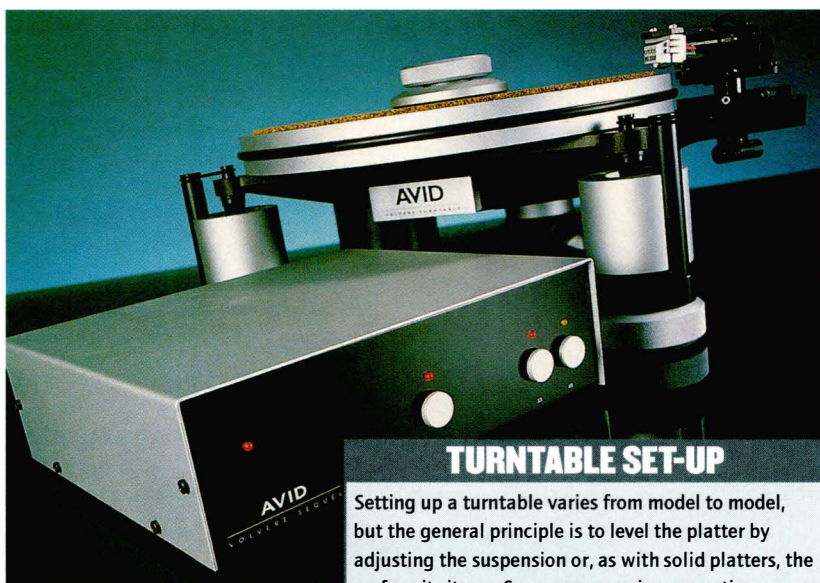 AVID
VOLVERE TURNTABLE
AVID
VOLVERE SEQUEL
TURNTABLE SET-UP
Setting up a turntable varies from model to model,
but the general principle is to level the platter by
adjusting the suspension or, as with solid platters, the